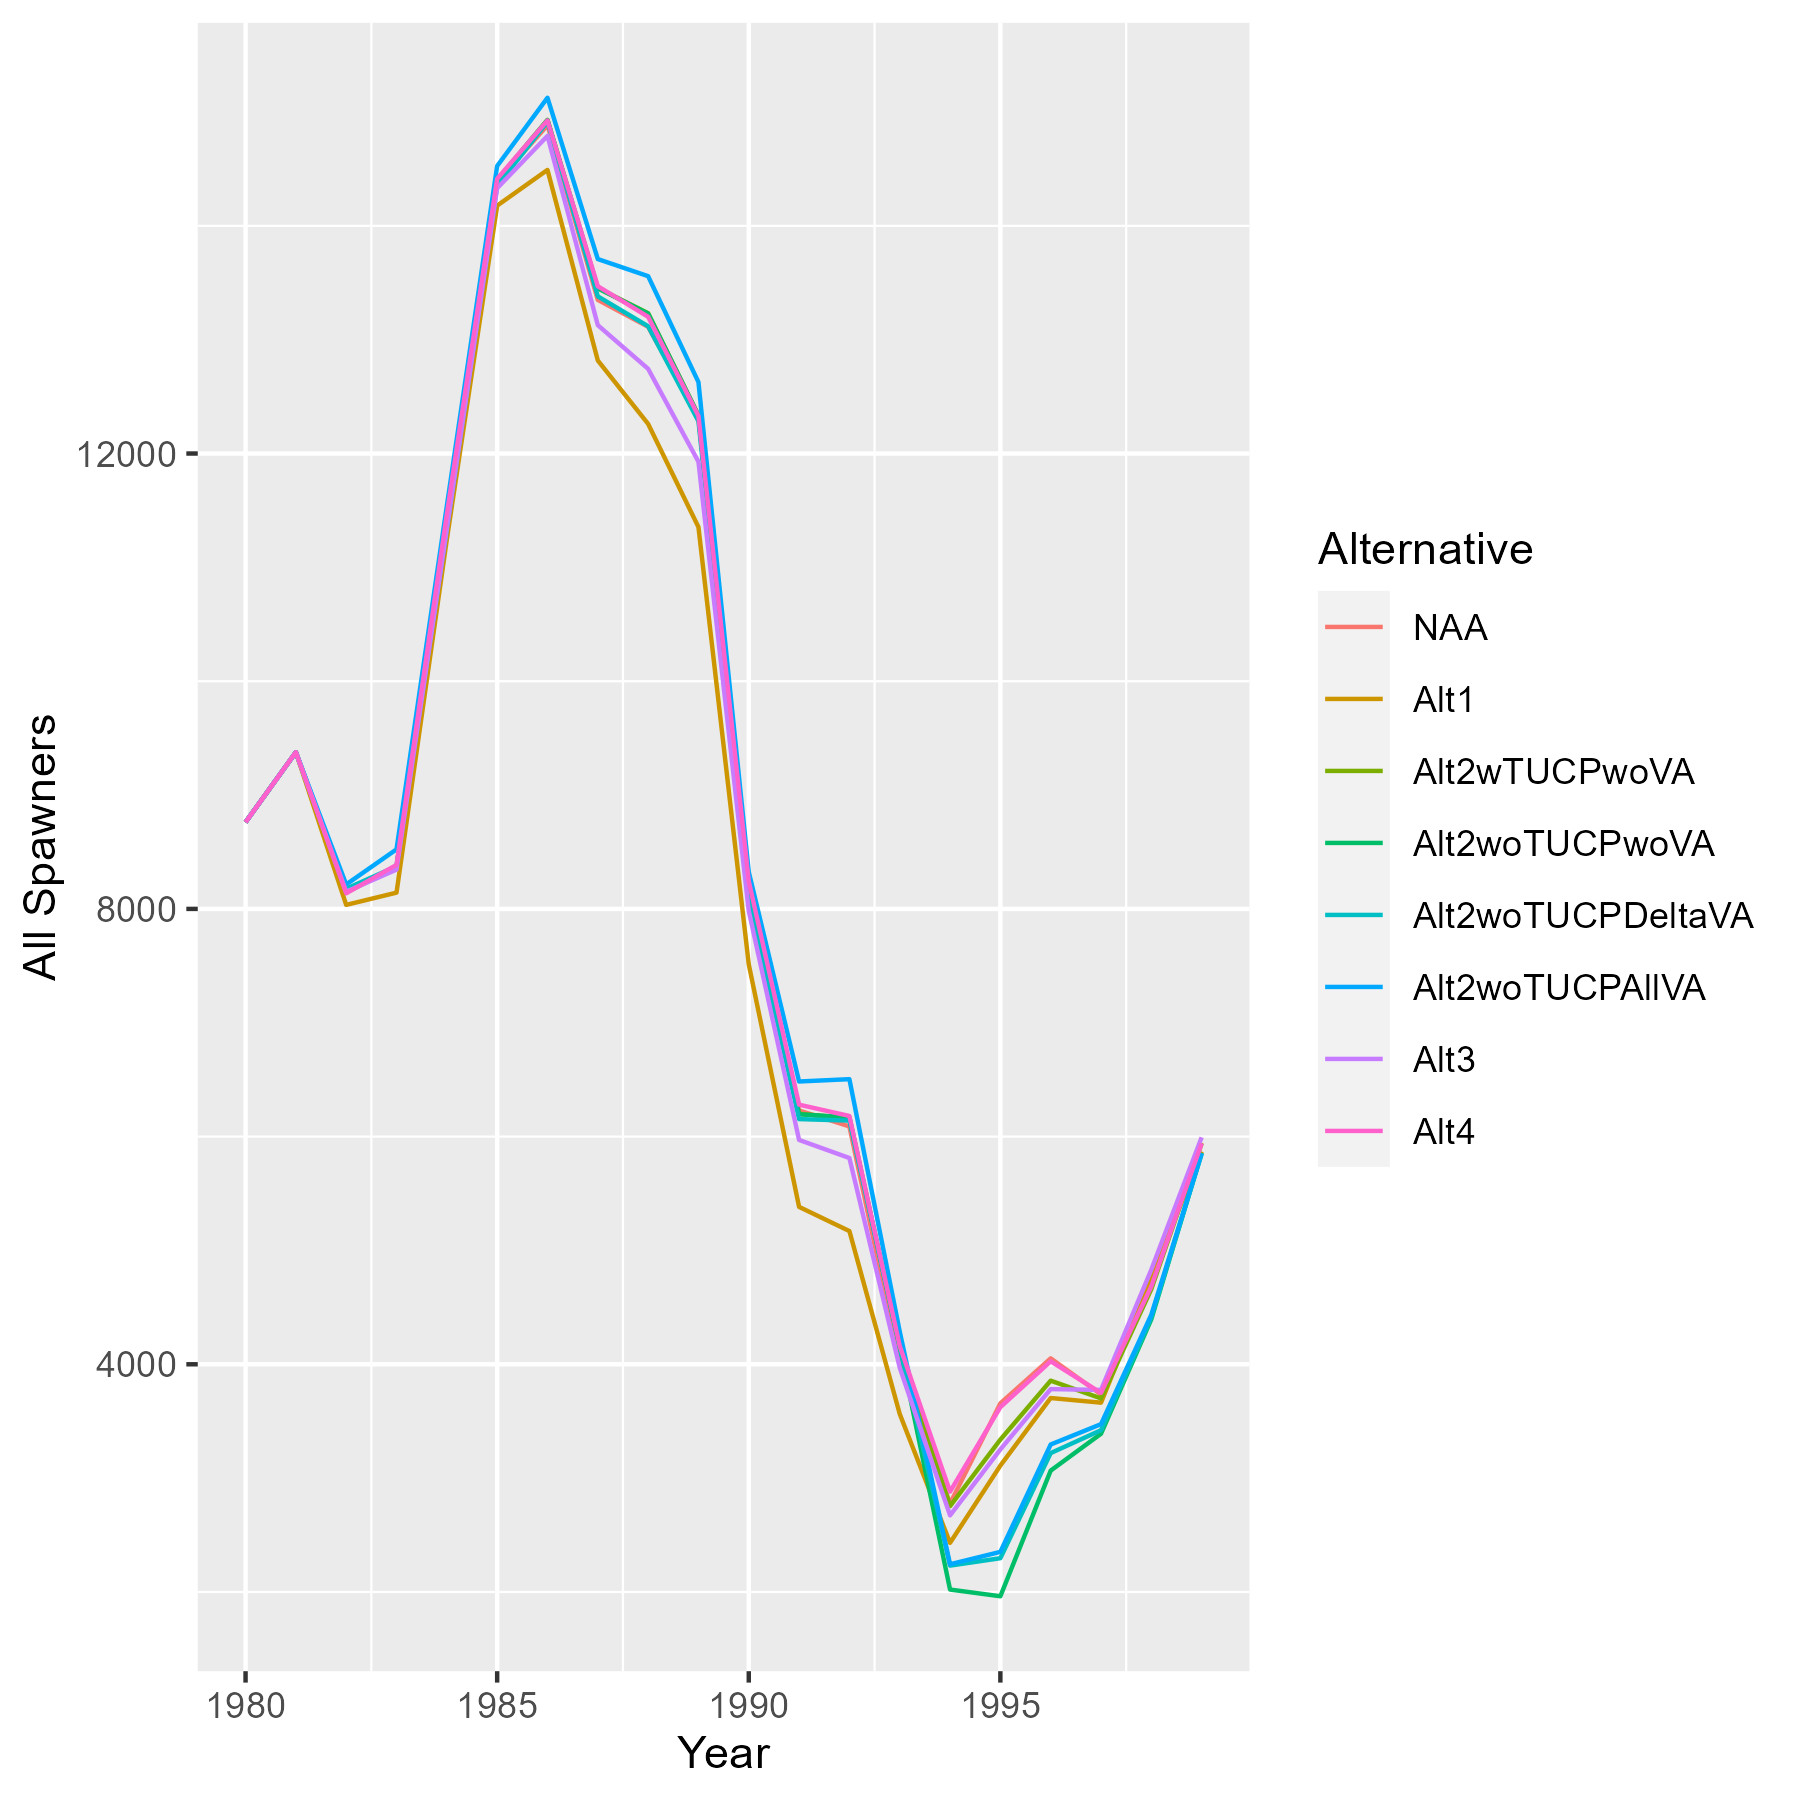 All Spawners
12000
8000
4000
1980
1985
1990
1995
Year
Alternative
NAA
Alt1
Alt2wTUCPwoVA
Alt2woTUCPwoVA
Alt2woTUCPDeltaVA
Alt2woTUCPAllVA
Alt3
Alt4